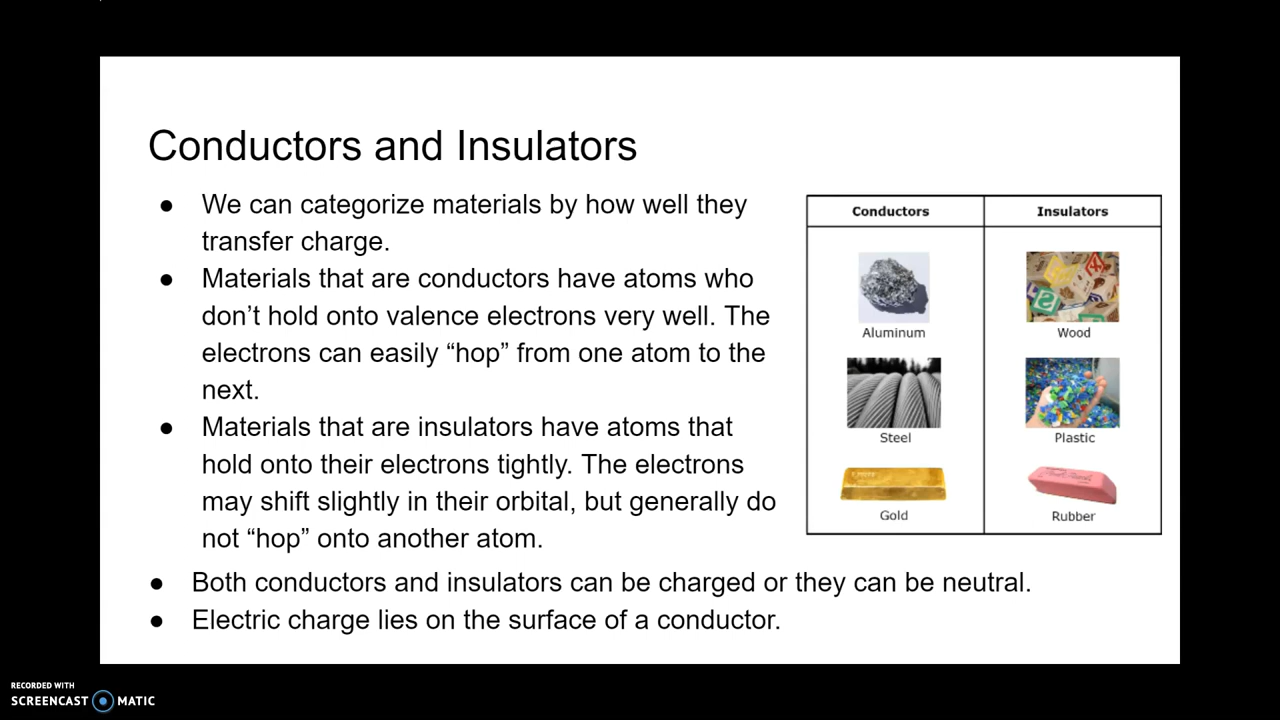 Conductors and Insulators
● We can categorize materials by how well they
transfer charge.
● Materials that are conductors have atoms who
don’t hold onto valence electrons very well. The
electrons can easily “hop” from one atom to the
next.
● Materials that are insulators have atoms that
hold onto their electrons tightly. The electrons
may shift slightly in their orbital, but generally do
not “hop” onto another atom.
● Both conductors and insulators can be charged or they can be neutral.
● Electric charge lies on the surface of a conductor.
Conductors Insulators
Aluminum Wood
Steel Plastic
Gold Rubber
RECORDED WITH
SCREENCAST MATIC